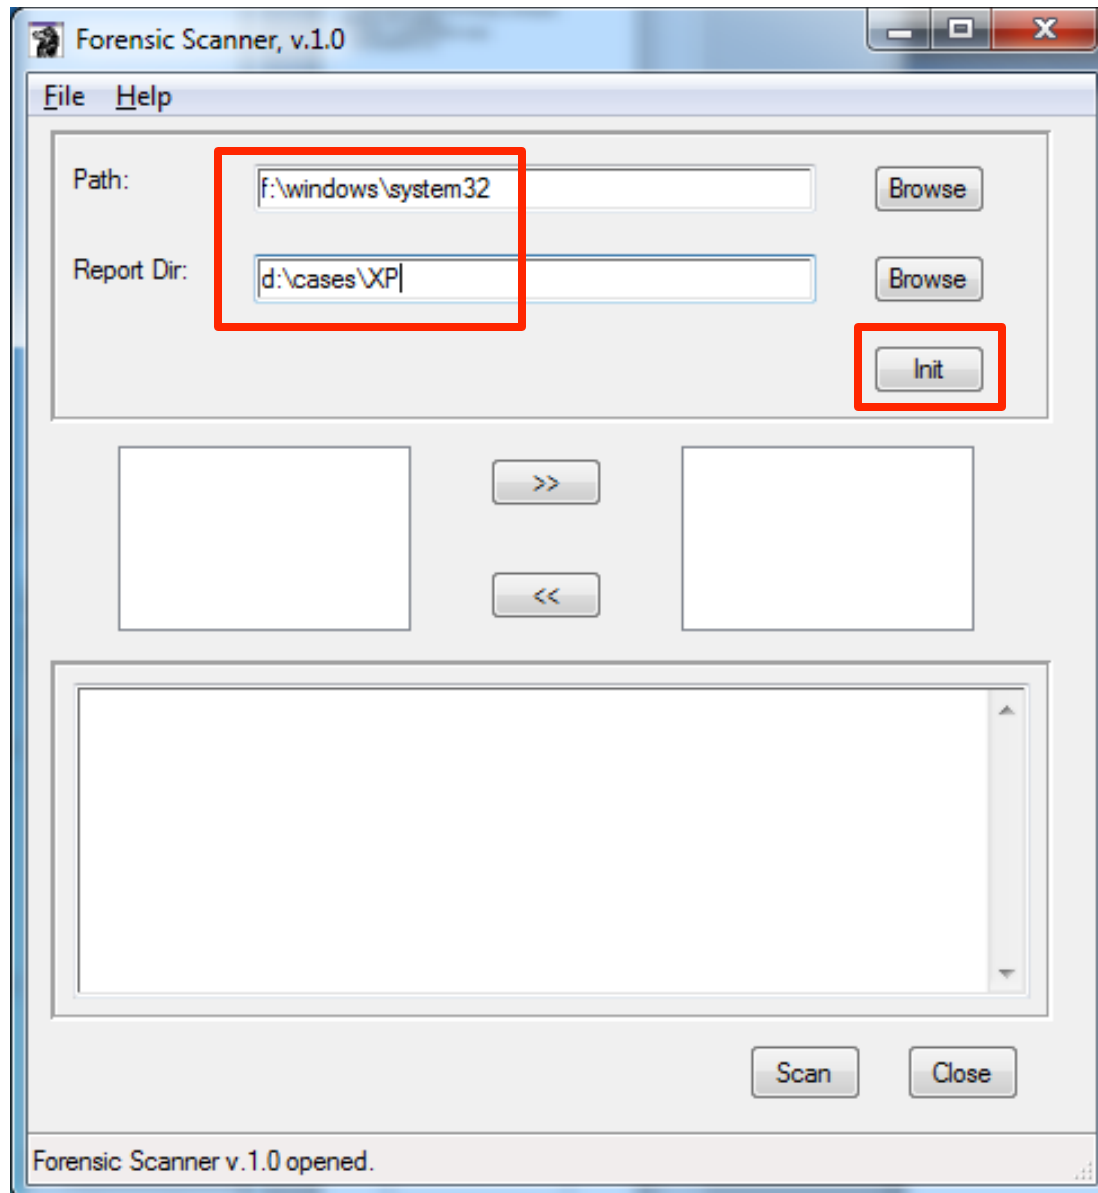 Forensic Scanner, v.1.0
File Help
Path: f:\windows\system32 Browse
Report Dir: d:\cases\XP Browse
Init
>>
<<
Scan Close
Forensic Scanner v.1.0 opened.